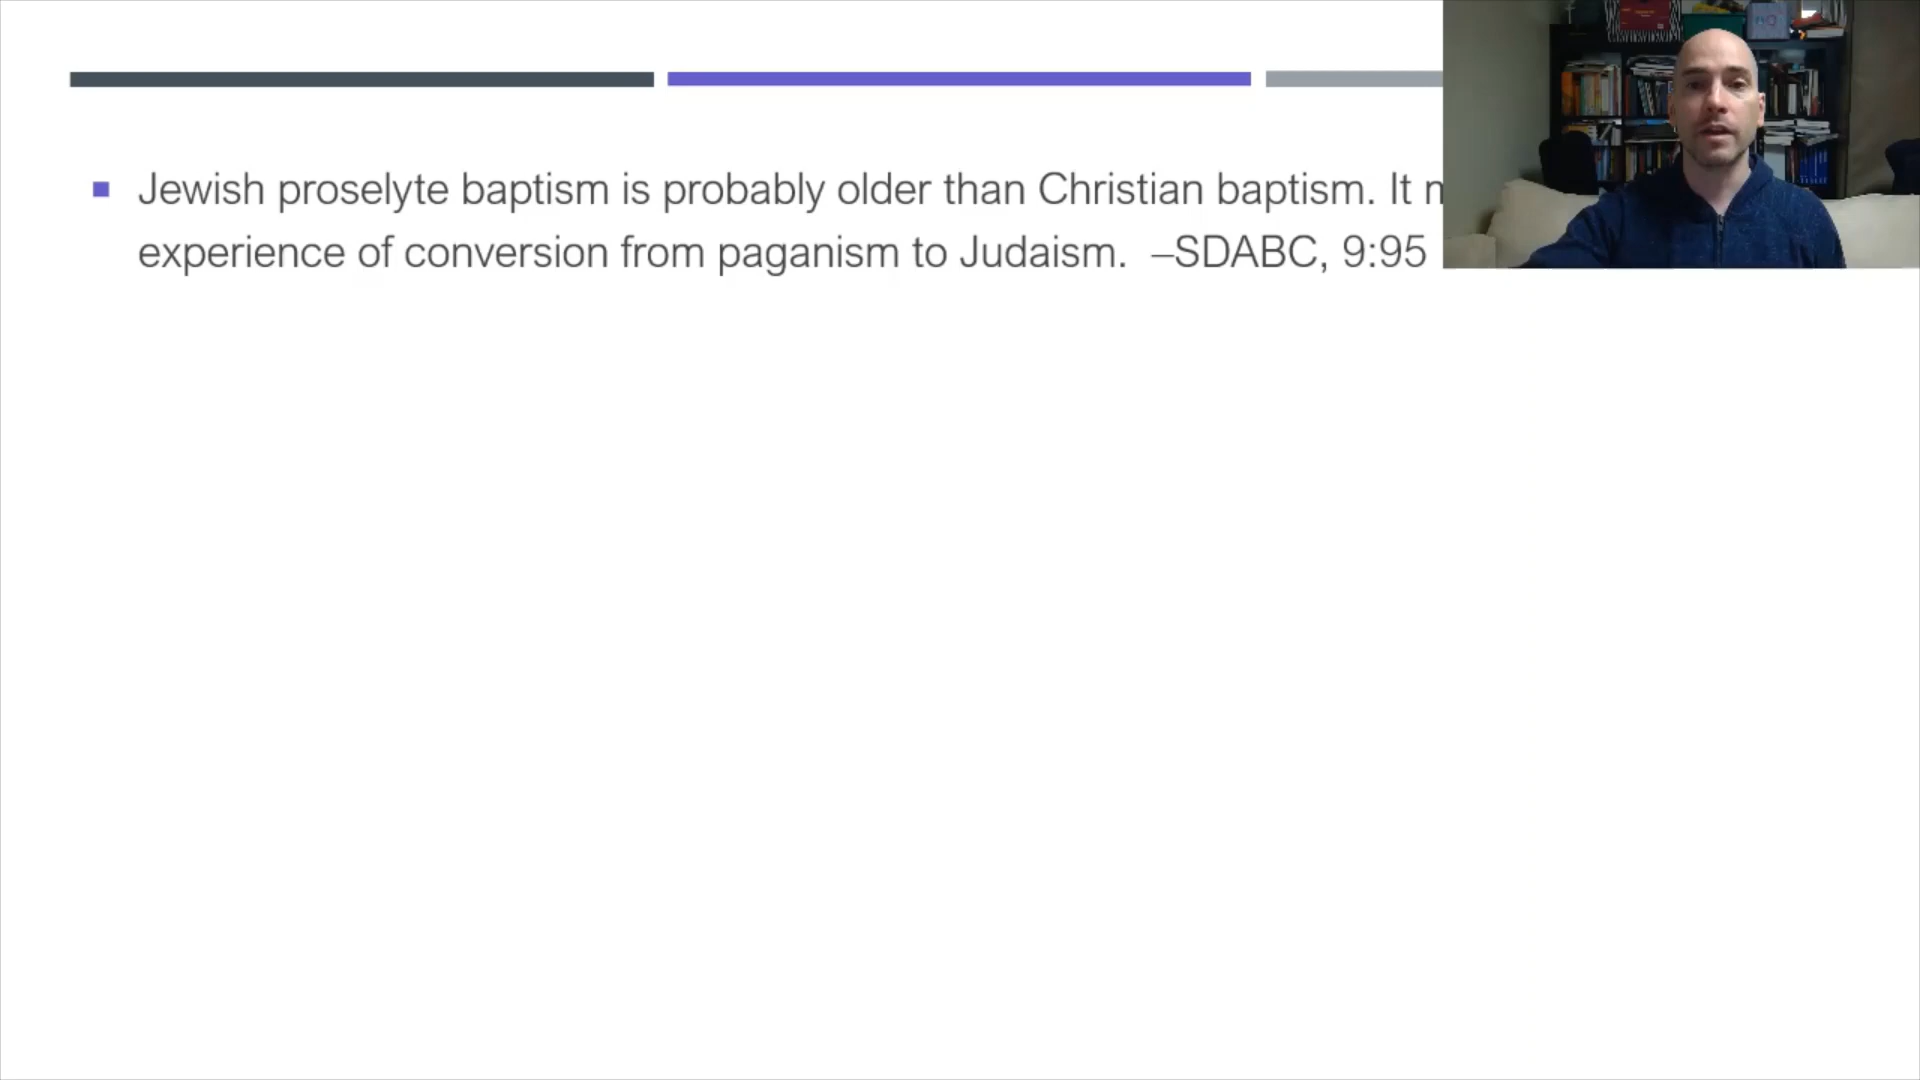 Jewish proselyte baptism is probably older than Christian baptism. It
experience of conversion from paganism to Judaism. –SDABC, 9:95